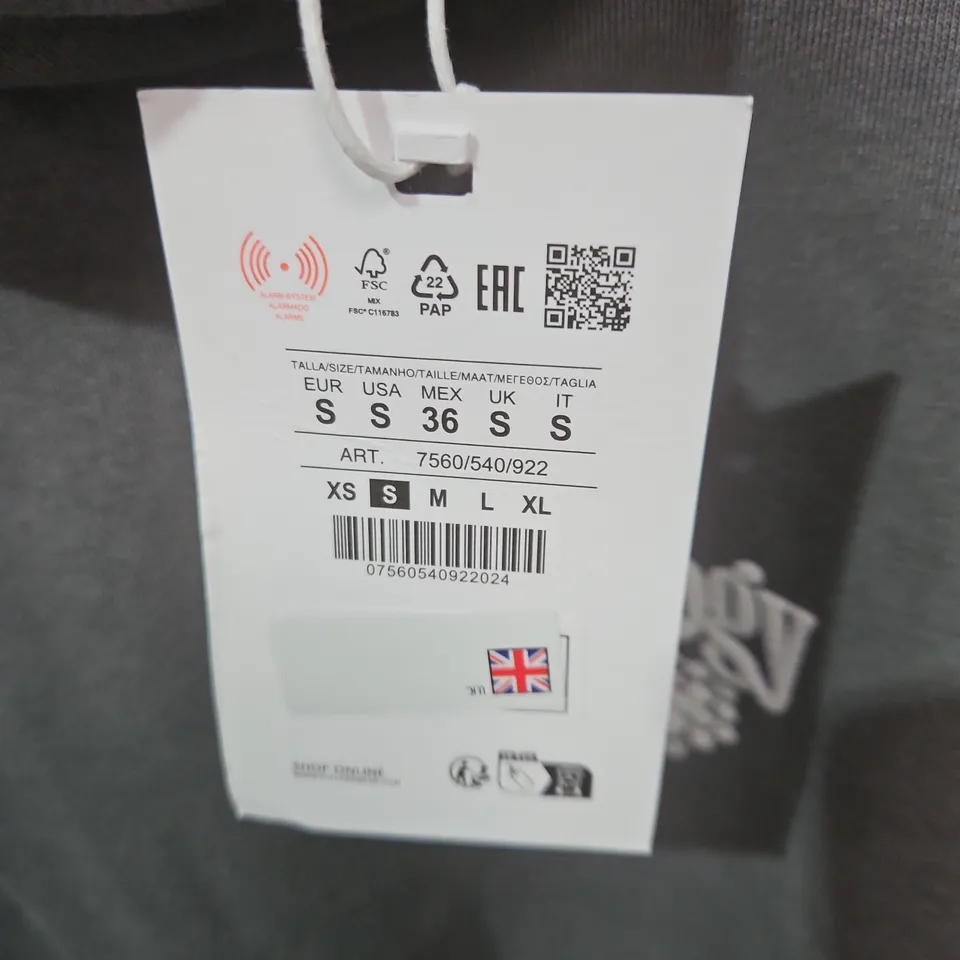 ALARM-SYSTEM
ALARMADO
ALARME
FSC®
MIX
FSC® C116783
22
PAP
EAC
TALLA/SIZE/TAMANHO/TAILLE/MAAT/ΜΕΓΕΘΟΣ/TAGLIA
EUR USA MEX UK IT
S S 36 S S
ART. 7560/540/922
XS S M L XL
07560540922024
SHOP ONLINE